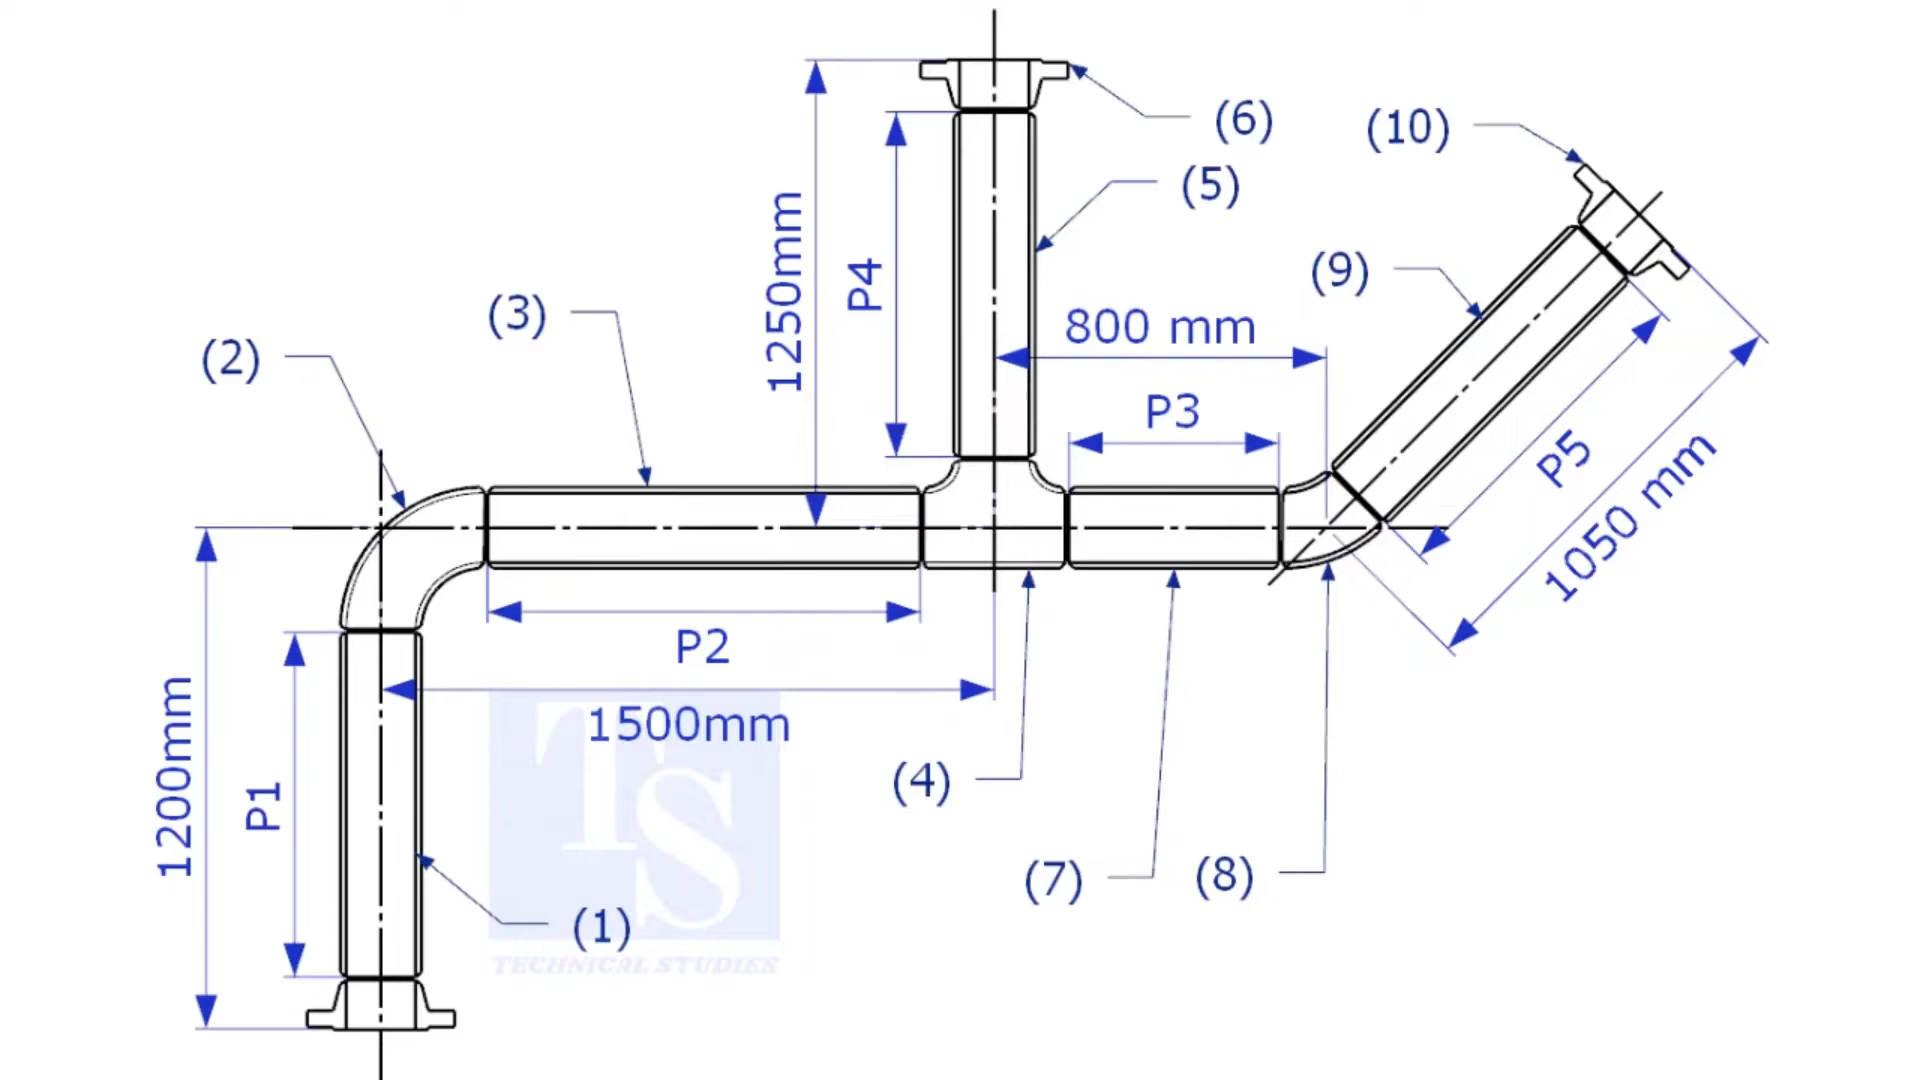 (6)
(10)
(5)
1250mm
P4
(9)
(3)
800 mm
(2)
P3
P5
1050 mm
P2
1500mm
1200mm
P1
(4)
(7)
(8)
(1)
TS
TECHNICAL STUDIES